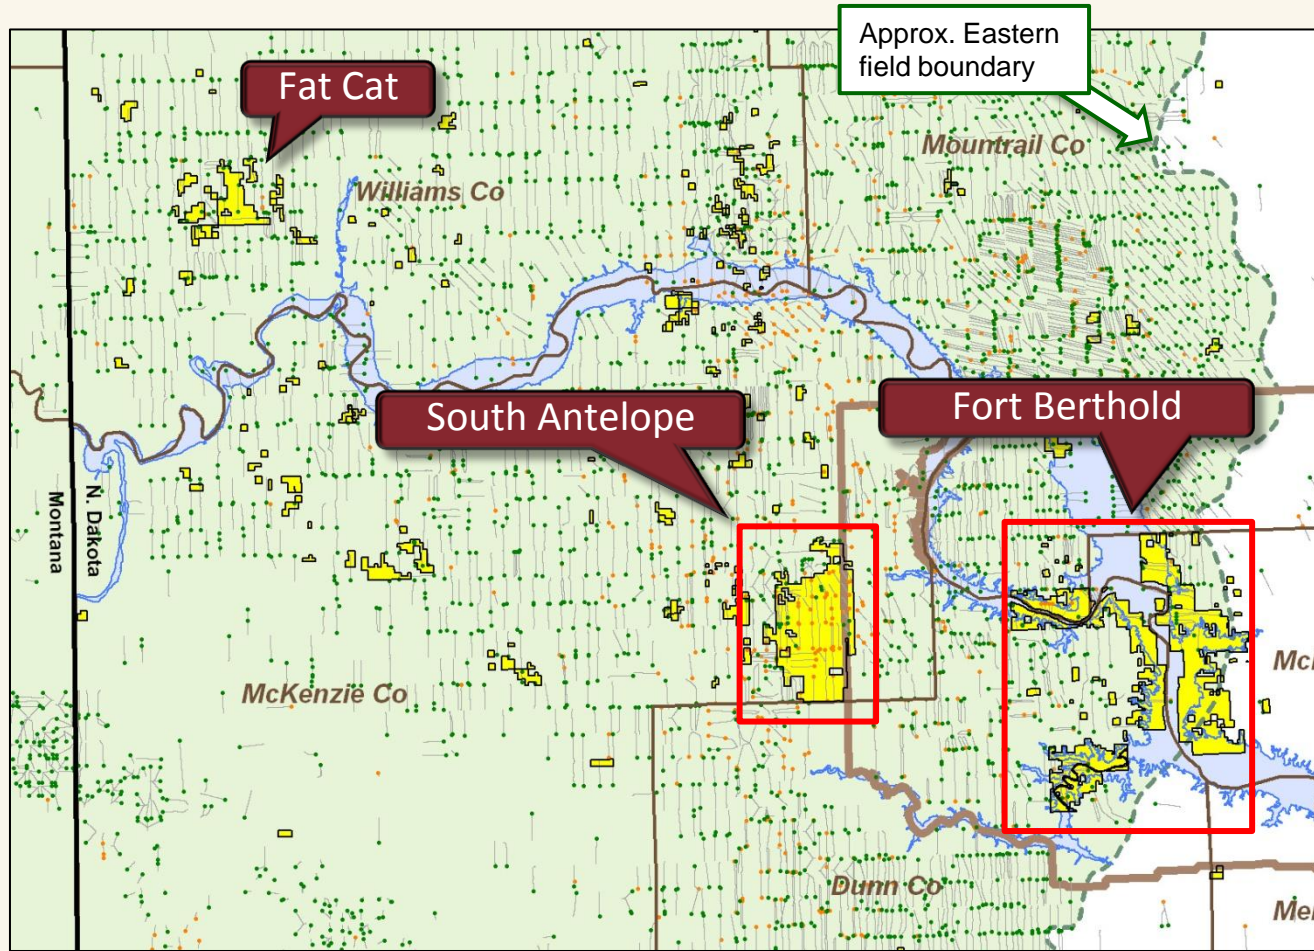 Approx. Eastern
field boundary
Fat Cat
Mountrail Co
Williams Co
South Antelope
Fort Berthold
Montana
N. Dakota
McKenzie Co
Dunn Co